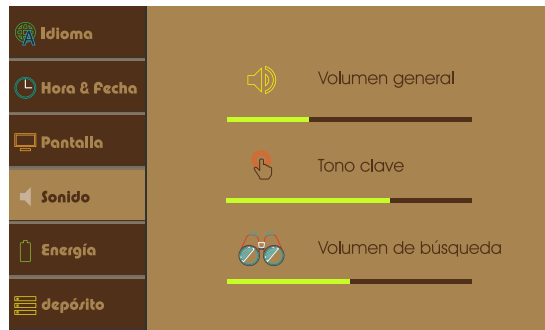 Idioma
Hora & Fecha
Pantalla
Sonido
Energía
depósito
Volumen general
Tono clave
Volumen de búsqueda